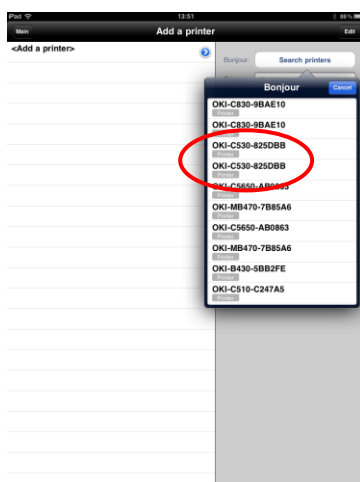 iPad 13:51 88%
Main Add a printer Edit
<Add a printer>
Bonjour: Search printers
Bonjour Cancel
OKI-C830-9BAE10
Printer
OKI-C830-9BAE10
Printer
OKI-C530-825DBB
Printer
OKI-C530-825DBB
Printer
OKI-C5650-AB0863
Printer
OKI-MB470-7B85A6
Printer
OKI-C5650-AB0863
Printer
OKI-MB470-7B85A6
Printer
OKI-B430-5BB2FE
Printer
OKI-C510-C247A5
Printer